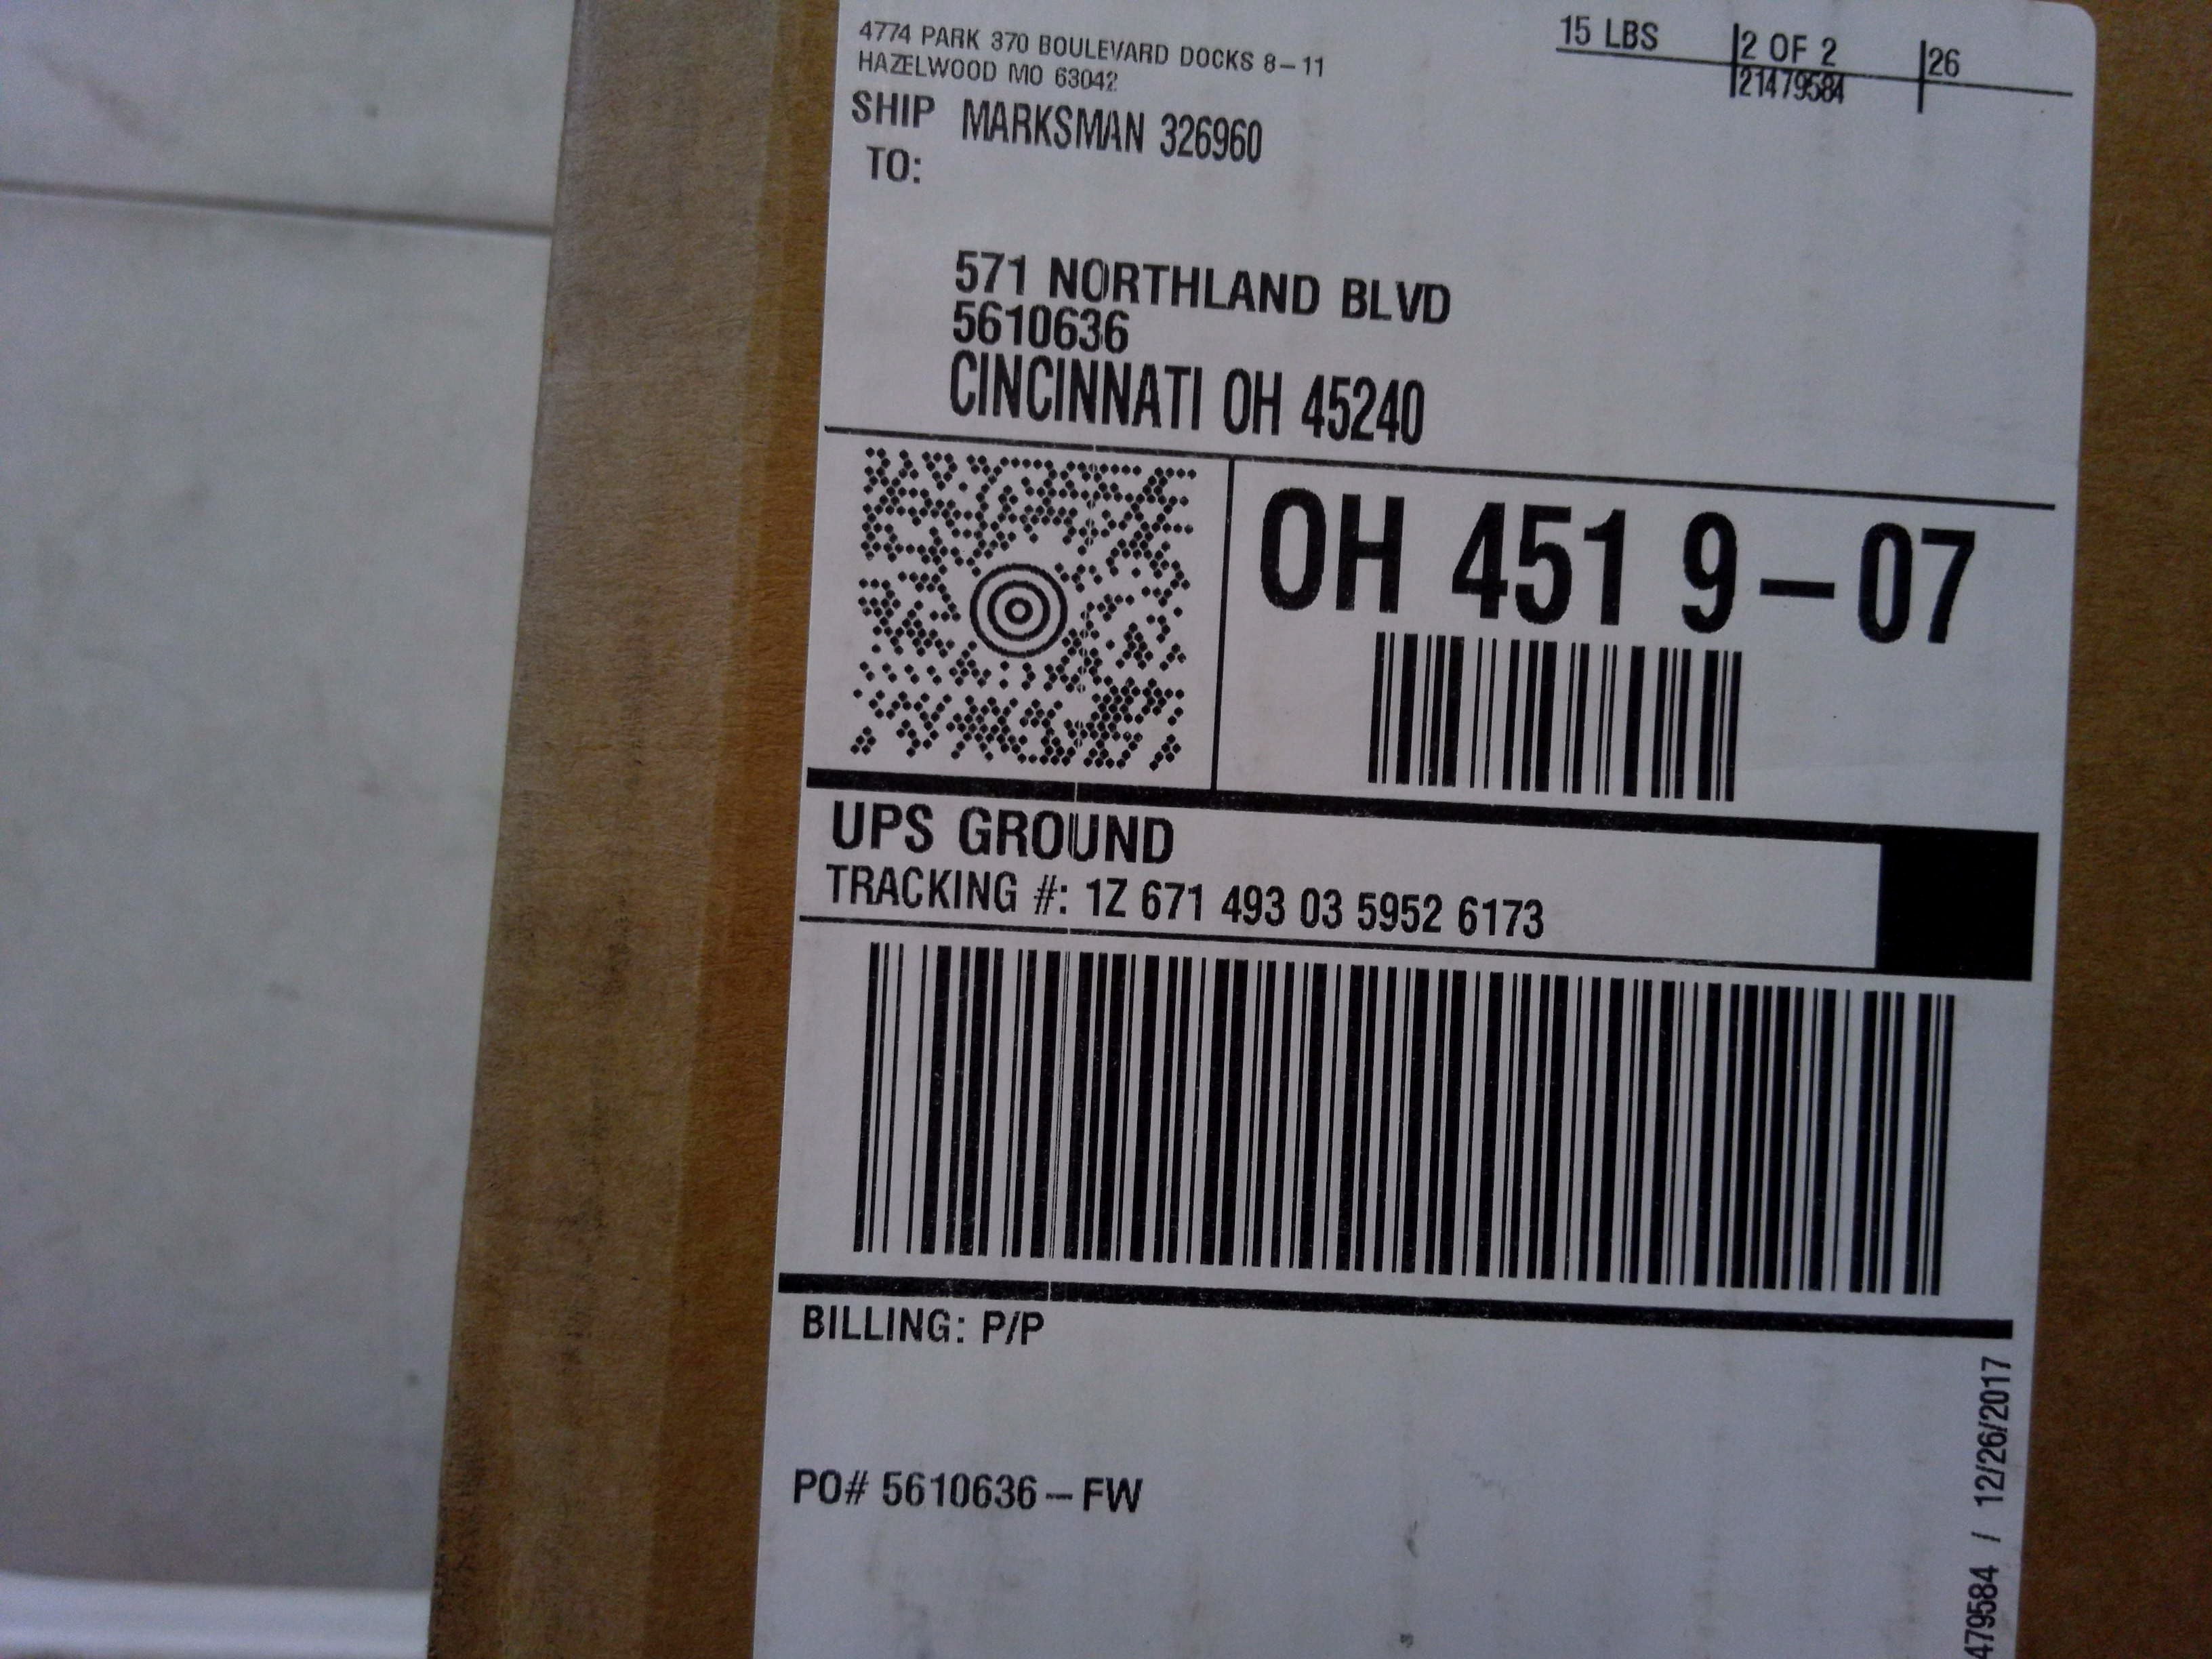 4774 PARK 370 BOULEVARD DOCKS 8-11
HAZELWOOD MO 63042
15 LBS
2 OF 2
26
21479584
SHIP TO:
MARKSMAN 326960
571 NORTHLAND BLVD
5610636
CINCINNATI OH 45240
OH 451 9-07
UPS GROUND
TRACKING #: 1Z 671 493 03 5952 6173
BILLING: P/P
PO# 5610636-FW
479584 / 12/26/2017